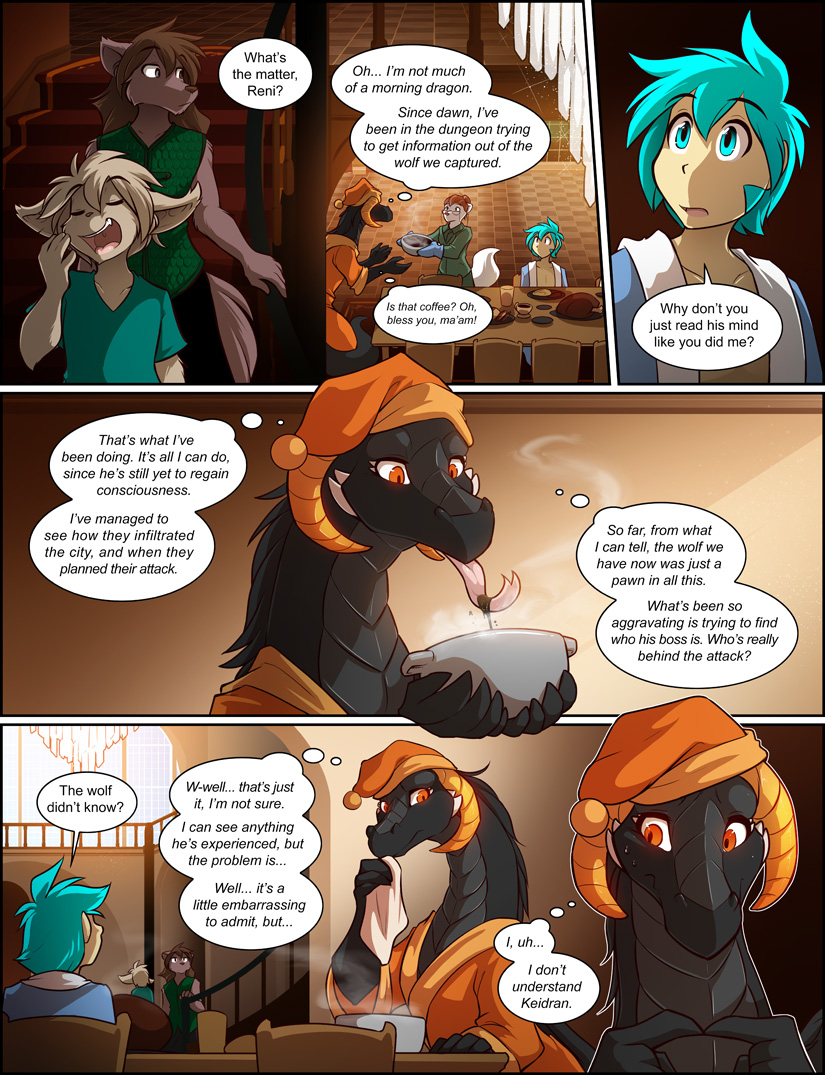 What's
the matter,
Reni?
Oh... I'm not much
of a morning dragon.
Since dawn, I've
been in the dungeon trying
to get information out of the
wolf we captured.
Is that coffee? Oh,
bless you, ma'am!
Why don't you
just read his mind
like you did me?
That's what I've
been doing. It's all I can do,
since he's still yet to regain
consciousness.
I've managed to
see how they infiltrated
the city, and when they
planned their attack.
So far, from what
I can tell, the wolf we
have now was just a
pawn in all this.
What's been so
aggravating is trying to find
who his boss is. Who's really
behind the attack?
The wolf
didn't know?
W-well... that's just
it, I'm not sure.
I can see anything
he's experienced, but
the problem is...
Well... it's a
little embarrassing
to admit, but...
I, uh...
I don't
understand
Keidran.